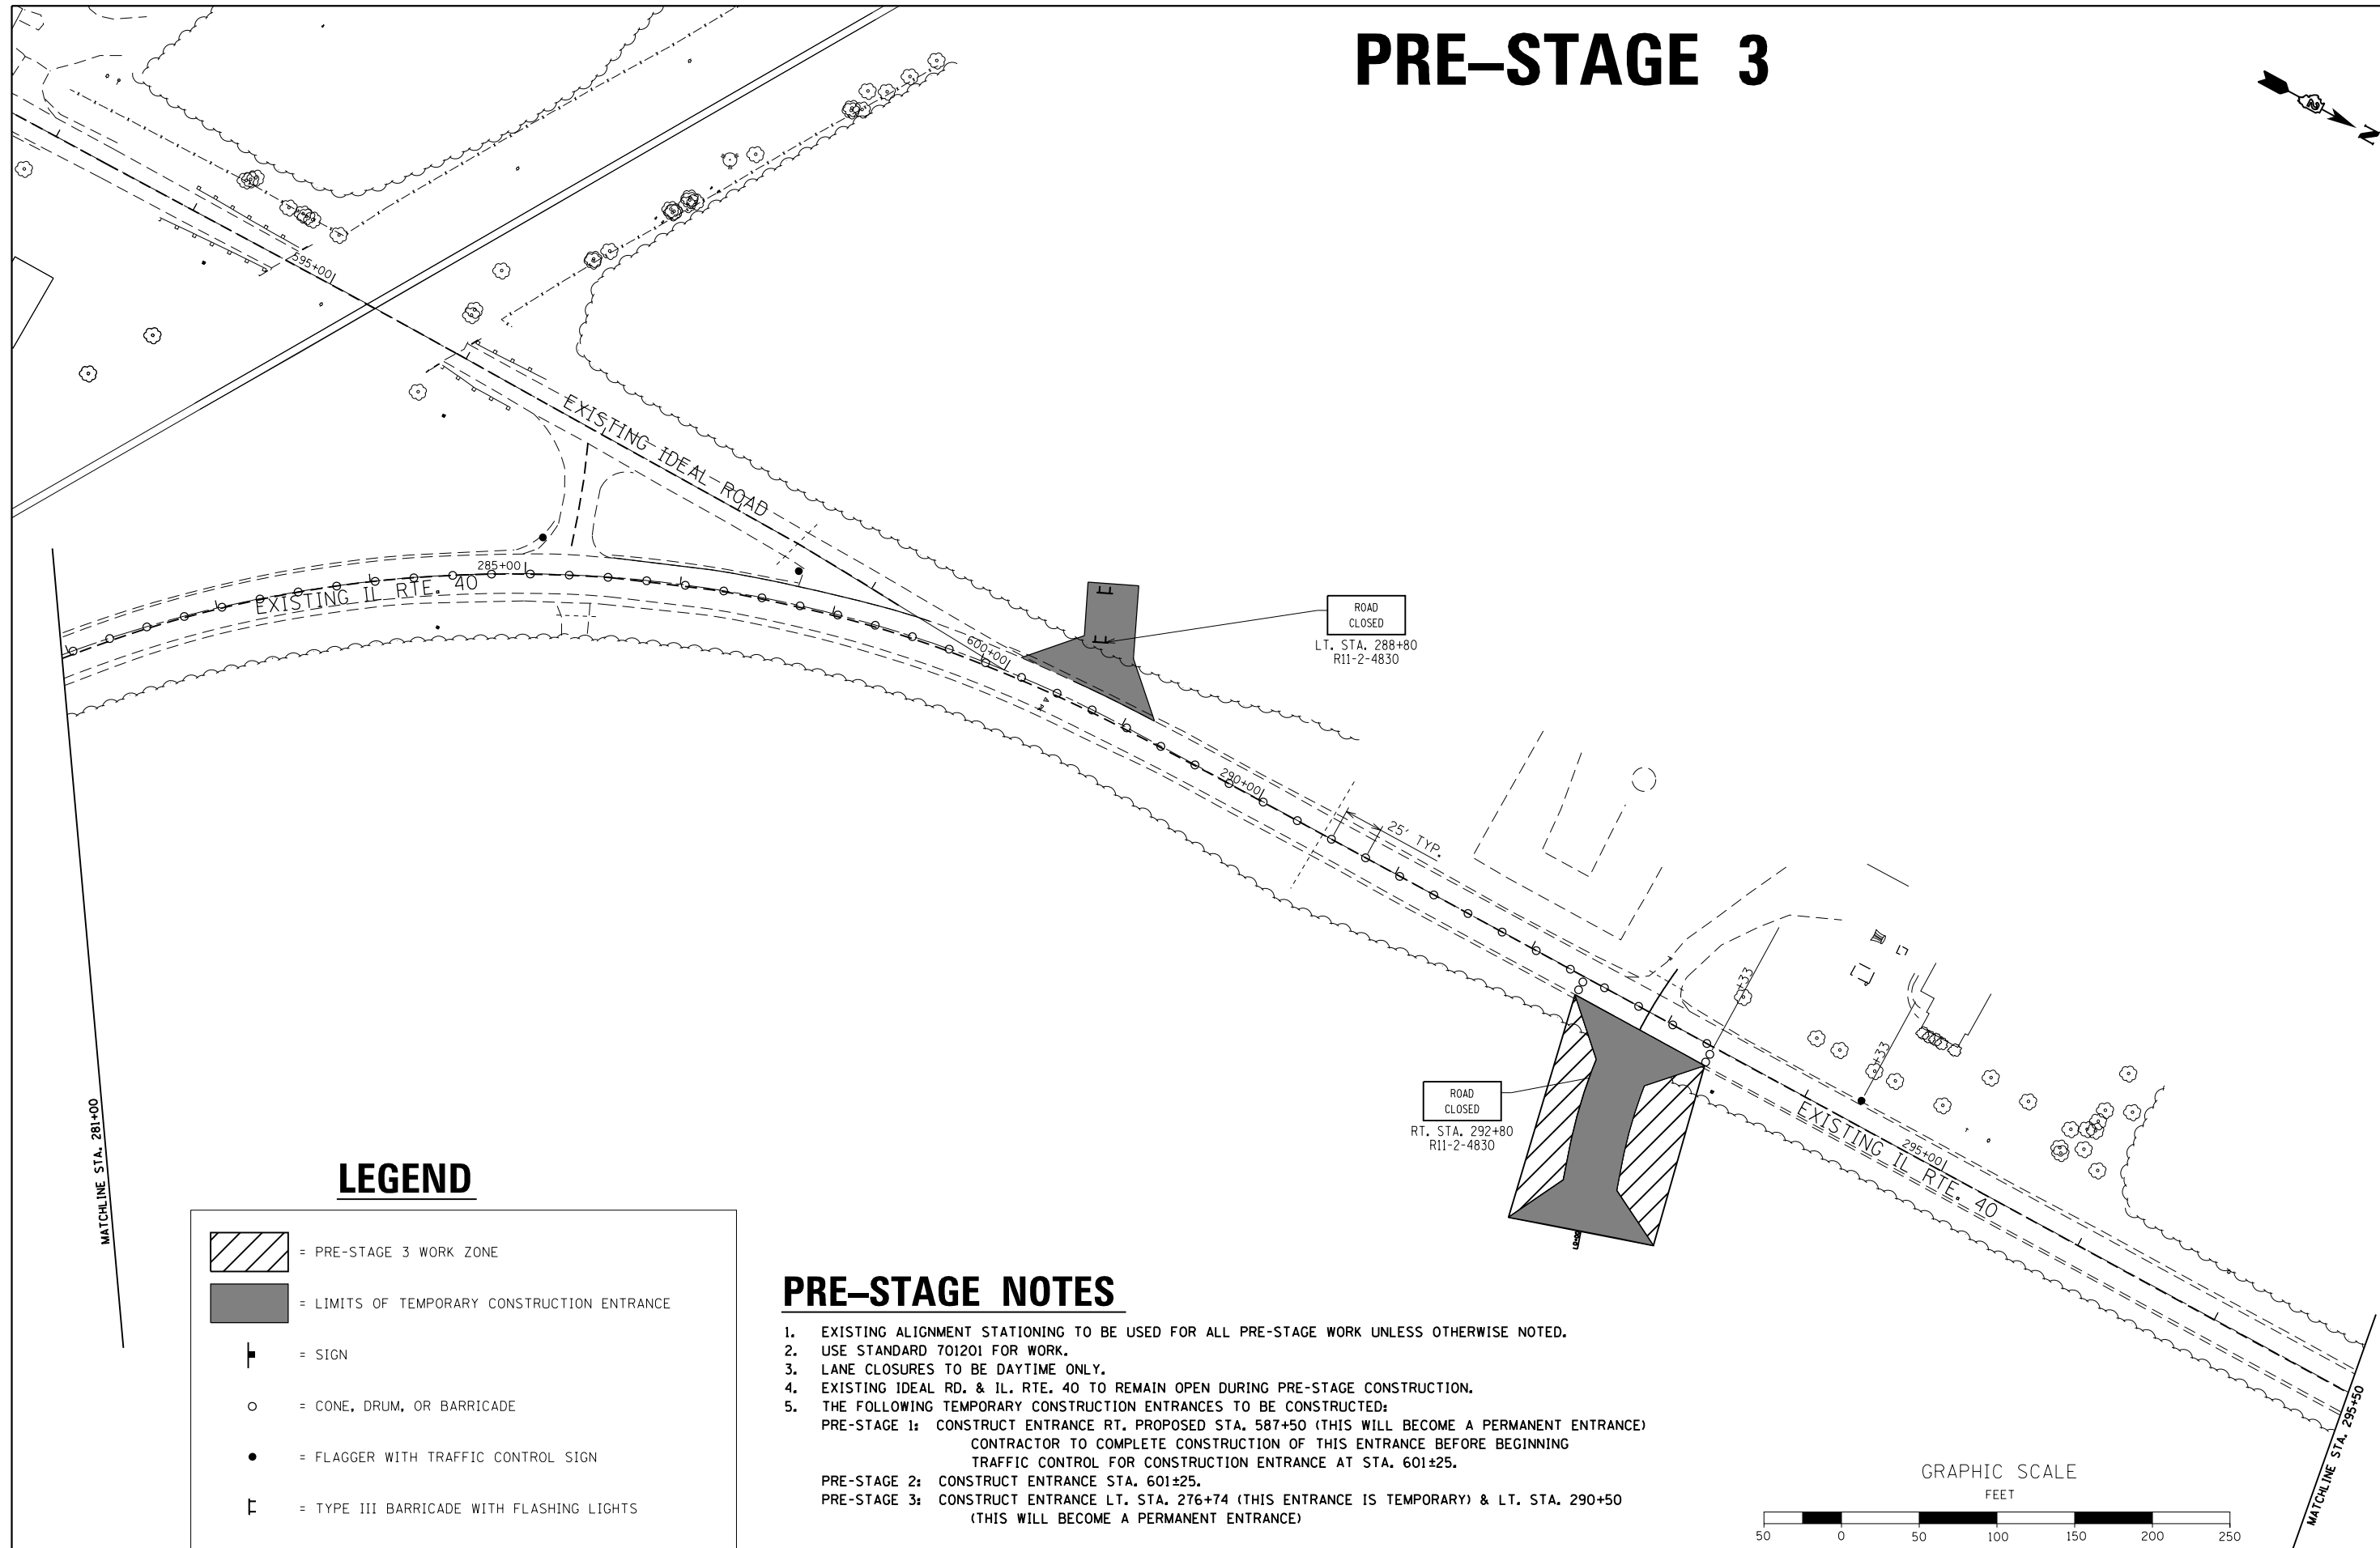 PRE–STAGE 3
N
595+00
EXISTING IDEAL ROAD
285+00
EXISTING IL RTE. 40
600+00
ROAD
CLOSED
LT. STA. 288+80
R11-2-4830
290+00
25' TYP.
+33
+33
ROAD
CLOSED
RT. STA. 292+80
R11-2-4830
EXISTING IL RTE. 40
295+00
MATCHLINE STA. 281+00
MATCHLINE STA. 295+50
LEGEND
= PRE-STAGE 3 WORK ZONE
= LIMITS OF TEMPORARY CONSTRUCTION ENTRANCE
= SIGN
= CONE, DRUM, OR BARRICADE
= FLAGGER WITH TRAFFIC CONTROL SIGN
= TYPE III BARRICADE WITH FLASHING LIGHTS
PRE–STAGE NOTES
1. EXISTING ALIGNMENT STATIONING TO BE USED FOR ALL PRE-STAGE WORK UNLESS OTHERWISE NOTED.
2. USE STANDARD 701201 FOR WORK.
3. LANE CLOSURES TO BE DAYTIME ONLY.
4. EXISTING IDEAL RD. & IL. RTE. 40 TO REMAIN OPEN DURING PRE-STAGE CONSTRUCTION.
5. THE FOLLOWING TEMPORARY CONSTRUCTION ENTRANCES TO BE CONSTRUCTED:
PRE-STAGE 1: CONSTRUCT ENTRANCE RT. PROPOSED STA. 587+50 (THIS WILL BECOME A PERMANENT ENTRANCE)
CONTRACTOR TO COMPLETE CONSTRUCTION OF THIS ENTRANCE BEFORE BEGINNING
TRAFFIC CONTROL FOR CONSTRUCTION ENTRANCE AT STA. 601±25.
PRE-STAGE 2: CONSTRUCT ENTRANCE STA. 601±25.
PRE-STAGE 3: CONSTRUCT ENTRANCE LT. STA. 276+74 (THIS ENTRANCE IS TEMPORARY) & LT. STA. 290+50
(THIS WILL BECOME A PERMANENT ENTRANCE)
GRAPHIC SCALE
FEET
50 0 50 100 150 200 250